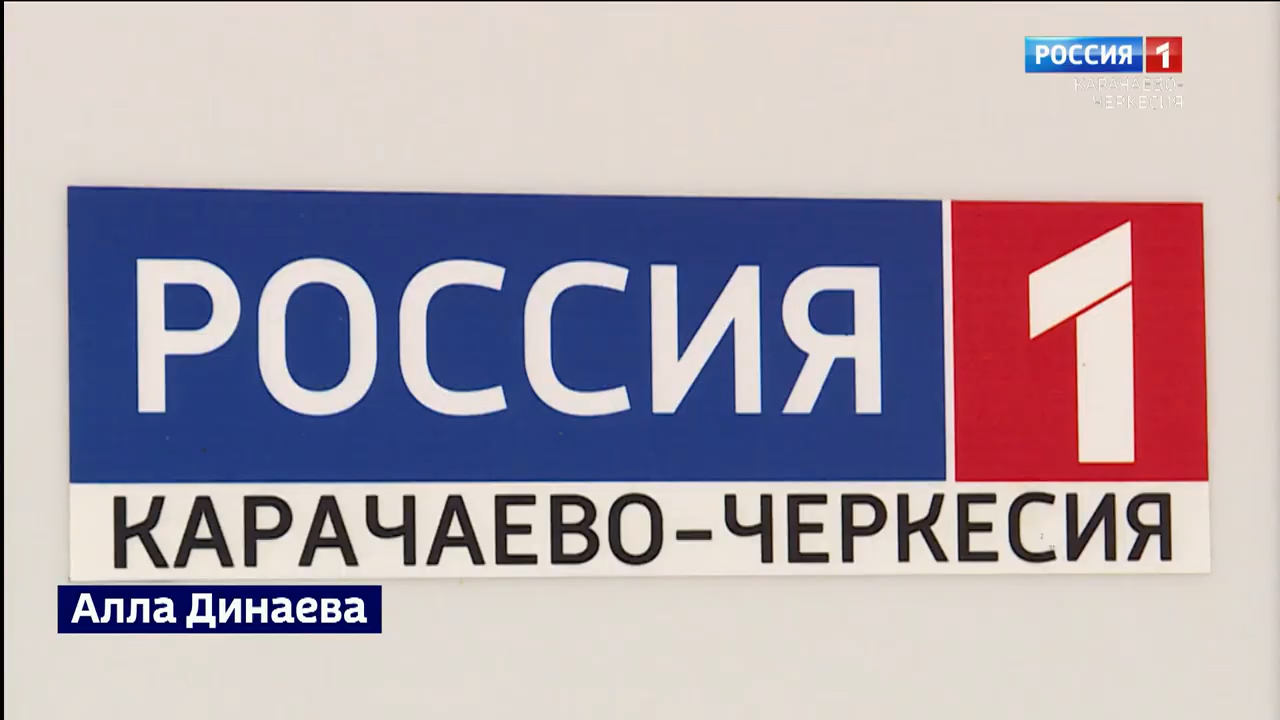 РОССИЯ 1
КАРАЧАЕВО-
ЧЕРКЕСИЯ
РОССИЯ 1
КАРАЧАЕВО-ЧЕРКЕСИЯ
Алла Динаева